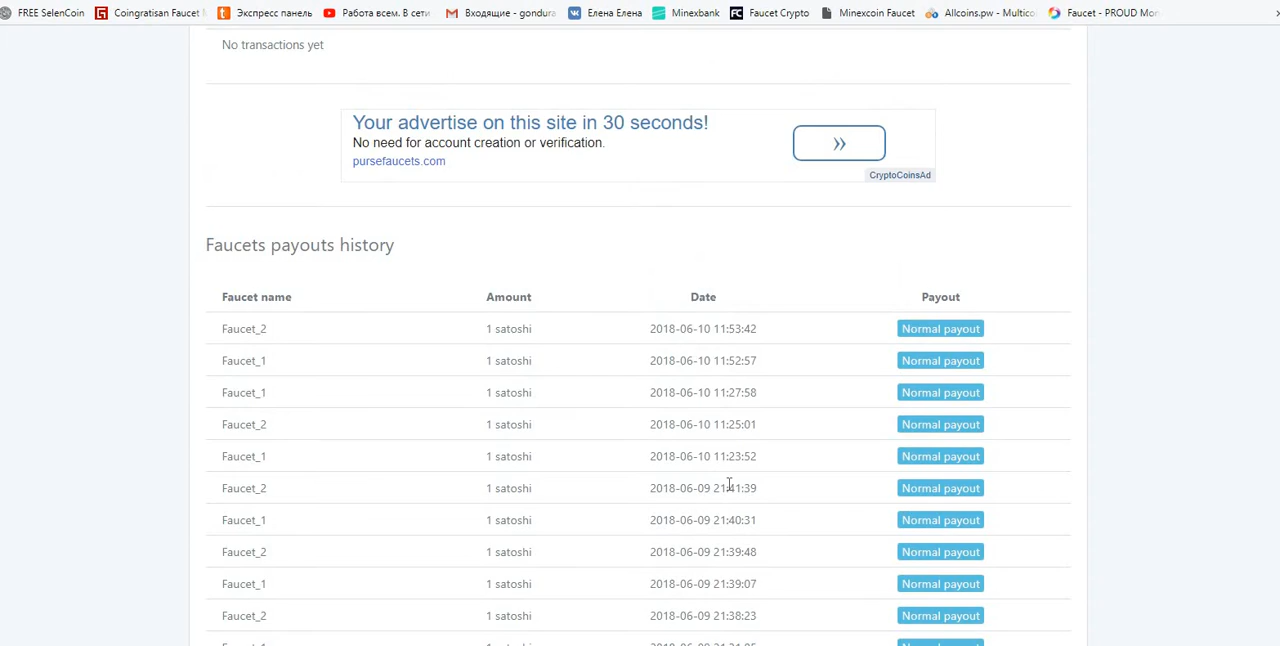 FREE SelenCoin Coingratisan Faucet Экспресс панель Работа всем. В сети Входящие - gondura Елена Елена Minexbank Faucet Crypto Minexcoin Faucet Allcoins.pw - Multico Faucet - PROUD Mon
No transactions yet
Your advertise on this site in 30 seconds!
No need for account creation or verification.
pursefaucets.com
»
CryptoCoinsAd
Faucets payouts history
Faucet name Amount Date Payout
Faucet_2 1 satoshi 2018-06-10 11:53:42 Normal payout
Faucet_1 1 satoshi 2018-06-10 11:52:57 Normal payout
Faucet_1 1 satoshi 2018-06-10 11:27:58 Normal payout
Faucet_2 1 satoshi 2018-06-10 11:25:01 Normal payout
Faucet_1 1 satoshi 2018-06-10 11:23:52 Normal payout
Faucet_2 1 satoshi 2018-06-09 21:41:39 Normal payout
Faucet_1 1 satoshi 2018-06-09 21:40:31 Normal payout
Faucet_2 1 satoshi 2018-06-09 21:39:48 Normal payout
Faucet_1 1 satoshi 2018-06-09 21:39:07 Normal payout
Faucet_2 1 satoshi 2018-06-09 21:38:23 Normal payout